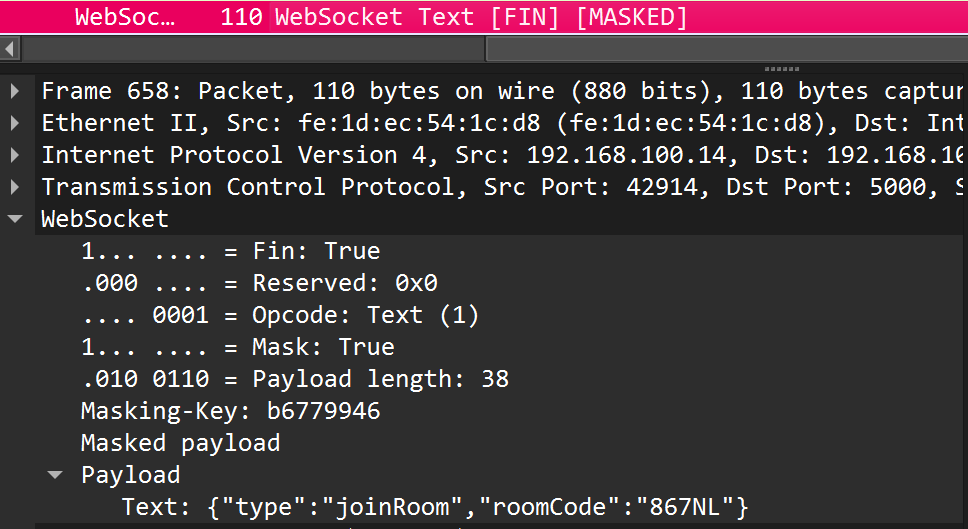 WebSoc… 110 WebSocket Text [FIN] [MASKED]
Frame 658: Packet, 110 bytes on wire (880 bits), 110 bytes captur
Ethernet II, Src: fe:1d:ec:54:1c:d8 (fe:1d:ec:54:1c:d8), Dst: Int
Internet Protocol Version 4, Src: 192.168.100.14, Dst: 192.168.10
Transmission Control Protocol, Src Port: 42914, Dst Port: 5000, S
WebSocket
1... .... = Fin: True
.000 .... = Reserved: 0x0
.... 0001 = Opcode: Text (1)
1... .... = Mask: True
.010 0110 = Payload length: 38
Masking-Key: b6779946
Masked payload
Payload
Text: {"type":"joinRoom","roomCode":"867NL"}